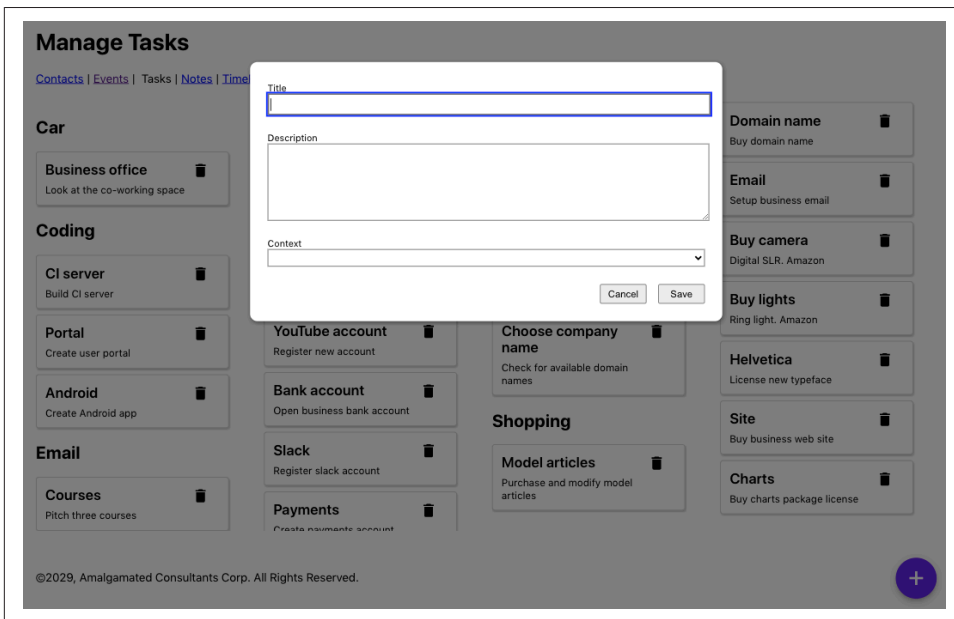 Manage Tasks
Contacts | Events | Tasks | Notes | Time
Title
Description
Context
Cancel
Save
Car
Business office
Look at the co-working space
Coding
CI server
Build CI server
Portal
Create user portal
Android
Create Android app
Email
Courses
Pitch three courses
YouTube account
Register new account
Bank account
Open business bank account
Slack
Register slack account
Payments
Create payments account
Choose company
name
Check for available domain
names
Shopping
Model articles
Purchase and modify model
articles
Domain name
Buy domain name
Email
Setup business email
Buy camera
Digital SLR. Amazon
Buy lights
Ring light. Amazon
Helvetica
License new typeface
Site
Buy business web site
Charts
Buy charts package license
©2029, Amalgamated Consultants Corp. All Rights Reserved.